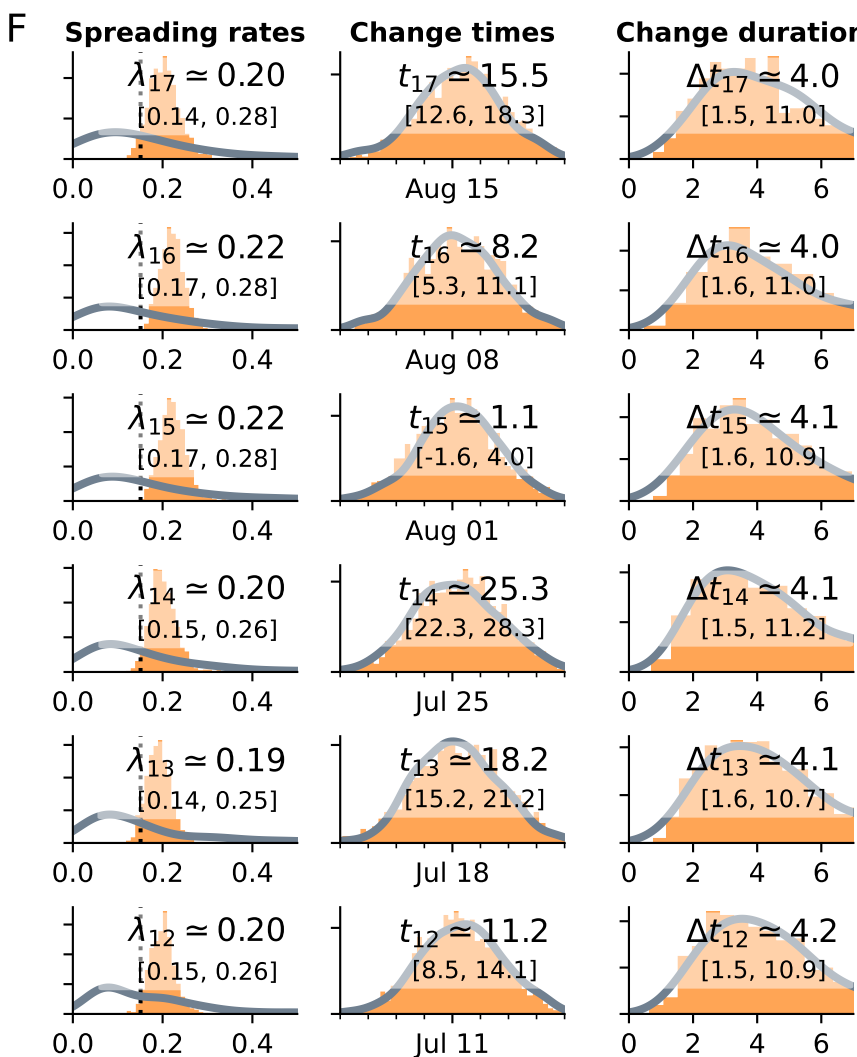 F
Spreading rates Change times Change duration
λ17 ≃ 0.20 t17 ≃ 15.5 Δt17 ≃ 4.0
[0.14, 0.28] [12.6, 18.3] [1.5, 11.0]
0.0 0.2 0.4 Aug 15 0 2 4 6
λ16 ≃ 0.22 t16 ≃ 8.2 Δt16 ≃ 4.0
[0.17, 0.28] [5.3, 11.1] [1.6, 11.0]
0.0 0.2 0.4 Aug 08 0 2 4 6
λ15 ≃ 0.22 t15 ≃ 1.1 Δt15 ≃ 4.1
[0.17, 0.28] [-1.6, 4.0] [1.6, 10.9]
0.0 0.2 0.4 Aug 01 0 2 4 6
λ14 ≃ 0.20 t14 ≃ 25.3 Δt14 ≃ 4.1
[0.15, 0.26] [22.3, 28.3] [1.5, 11.2]
0.0 0.2 0.4 Jul 25 0 2 4 6
λ13 ≃ 0.19 t13 ≃ 18.2 Δt13 ≃ 4.1
[0.14, 0.25] [15.2, 21.2] [1.6, 10.7]
0.0 0.2 0.4 Jul 18 0 2 4 6
λ12 ≃ 0.20 t12 ≃ 11.2 Δt12 ≃ 4.2
[0.15, 0.26] [8.5, 14.1] [1.5, 10.9]
0.0 0.2 0.4 Jul 11 0 2 4 6